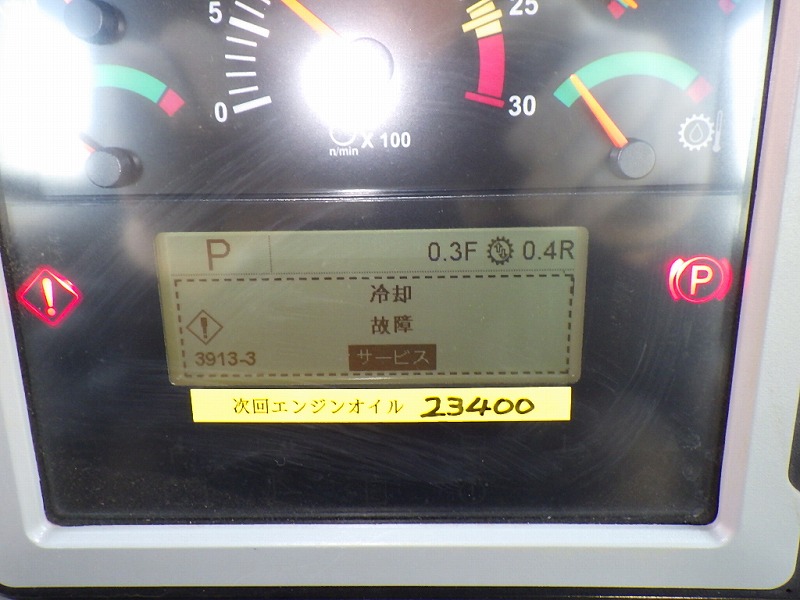 5
25
0
30
n/min X 100
P 0.3F 0.4R
冷却
!
故障
3913-3 サービス
! P
次回エンジンオイル 23400